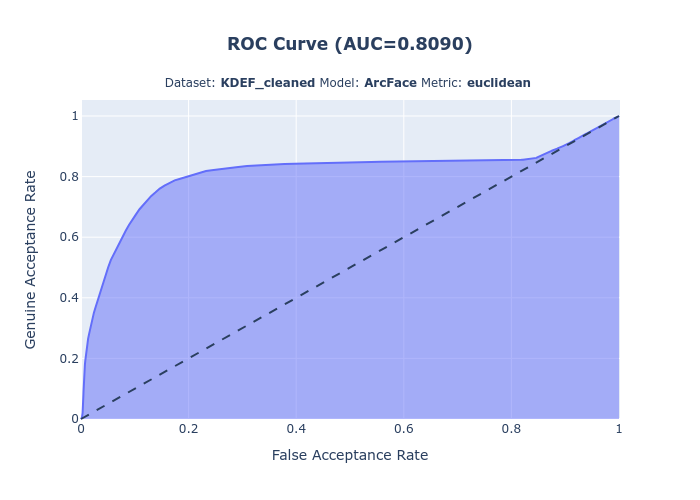 ROC Curve (AUC=0.8090)
Dataset: KDEF_cleaned Model: ArcFace Metric: euclidean
Genuine Acceptance Rate
1
0.8
0.6
0.4
0.2
0
0 0.2 0.4 0.6 0.8 1
False Acceptance Rate